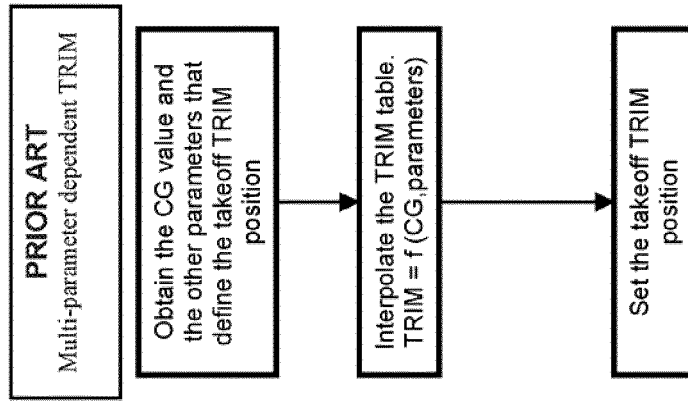 PRIOR ART
Multi-parameter dependent TRIM
Obtain the CG value and
the other parameters that
define the takeoff TRIM
position
Interpolate the TRIM table.
TRIM = f (CG,parameters)
Set the takeoff TRIM
position